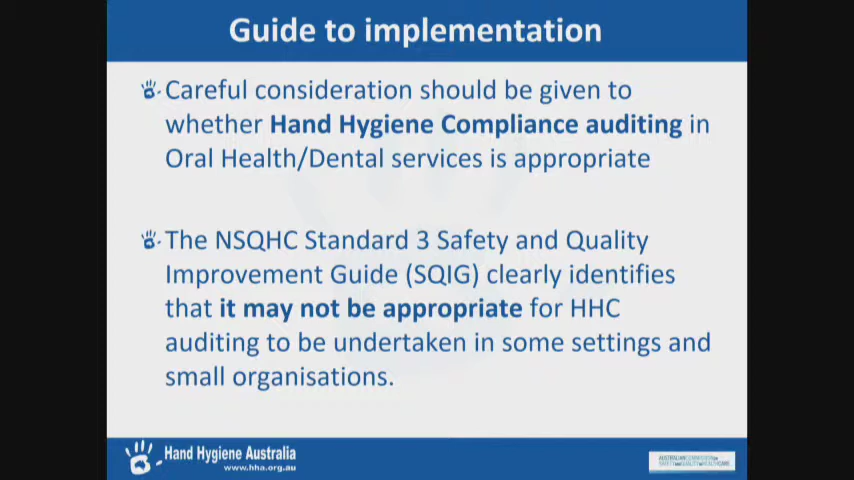 Guide to implementation
Careful consideration should be given to
whether Hand Hygiene Compliance auditing in
Oral Health/Dental services is appropriate
The NSQHC Standard 3 Safety and Quality
Improvement Guide (SQIG) clearly identifies
that it may not be appropriate for HHC
auditing to be undertaken in some settings and
small organisations.
Hand Hygiene Australia
www.hha.org.au